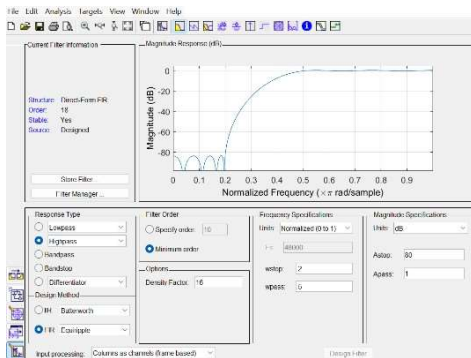 File Edit Analysis Targets View Window Help
Current Filter Information
Structure: Direct-Form FIR
Order: 18
Stable: Yes
Source: Designed
Store Filter ...
Filter Manager ...
Magnitude Response (dB)
Magnitude (dB)
0
-20
-40
-60
-80
0 0.1 0.2 0.3 0.4 0.5 0.6 0.7 0.8 0.9
Normalized Frequency (×π rad/sample)
Response Type
Lowpass
Highpass
Bandpass
Bandstop
Differentiator
Design Method
IIR Butterworth
FIR Equiripple
Filter Order
Specify order: 10
Minimum order
Options
Density Factor: 16
Frequency Specifications
Units: Normalized (0 to 1)
Fs: 48000
wstop: .2
wpass: .5
Magnitude Specifications
Units: dB
Astop: 80
Apass: 1
Input processing: Columns as channels (frame based)
Design Filter